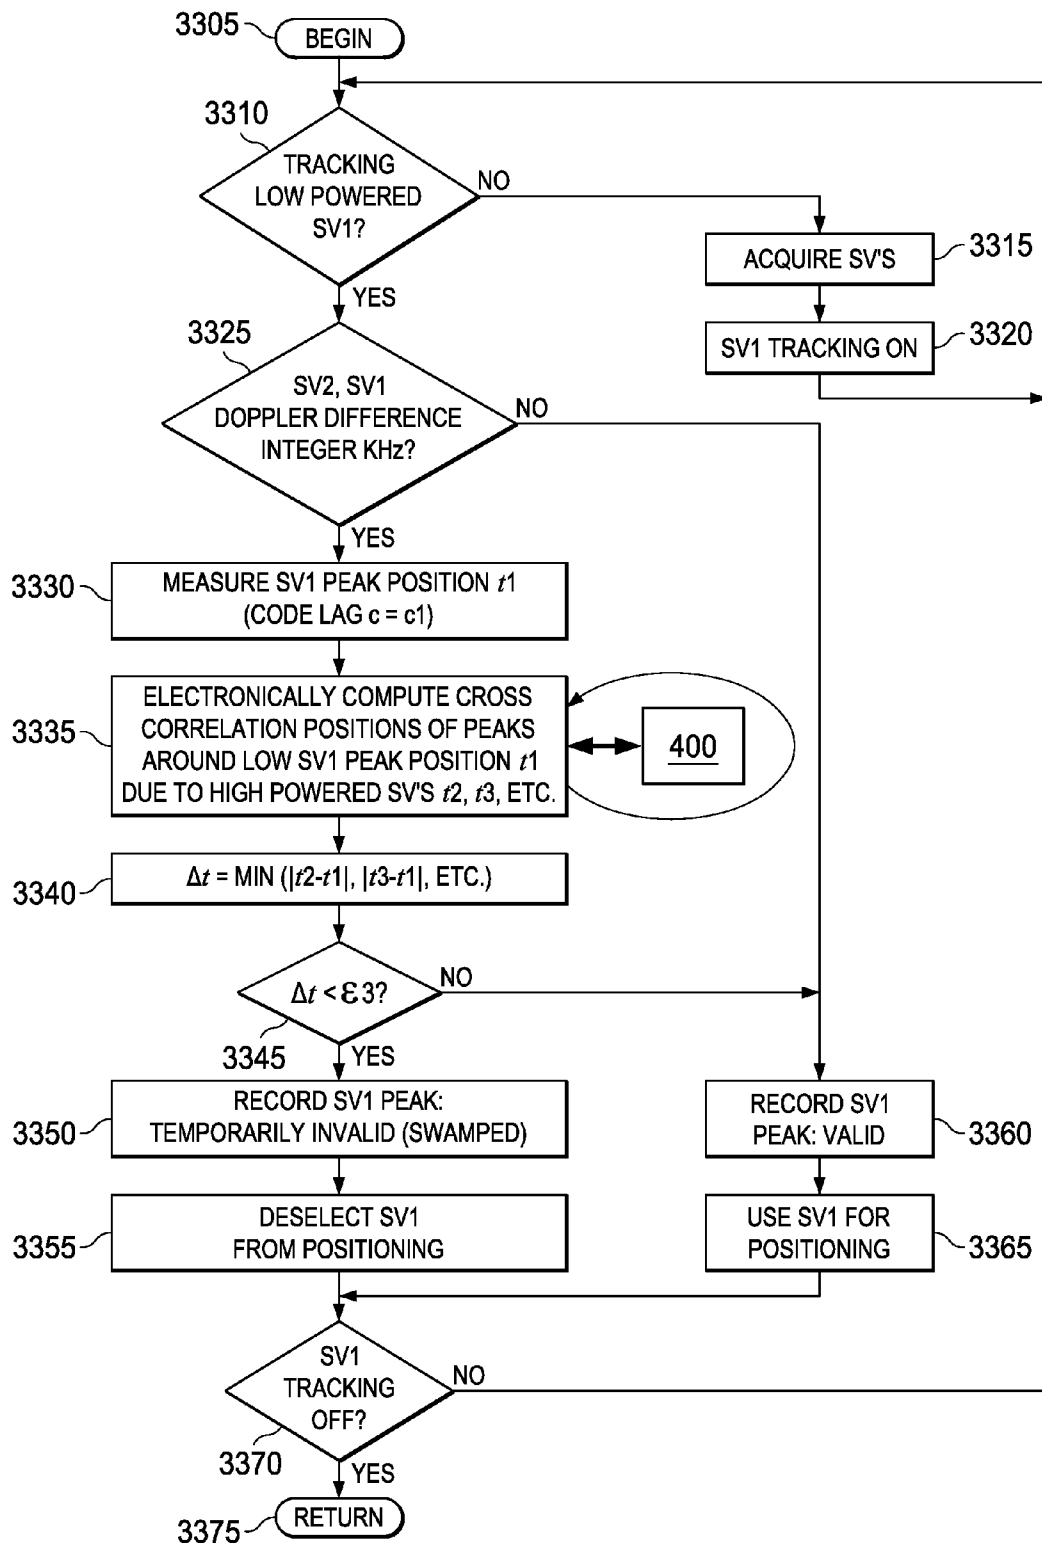 3305
BEGIN
3310
TRACKING
LOW POWERED
SV1?
NO
YES
ACQUIRE SV'S
3315
SV1 TRACKING ON
3320
3325
SV2, SV1
DOPPLER DIFFERENCE
INTEGER KHz?
NO
YES
3330
MEASURE SV1 PEAK POSITION t1
(CODE LAG c = c1)
3335
ELECTRONICALLY COMPUTE CROSS
CORRELATION POSITIONS OF PEAKS
AROUND LOW SV1 PEAK POSITION t1
DUE TO HIGH POWERED SV'S t2, t3, ETC.
400
3340
Δt = MIN (|t2-t1|, |t3-t1|, ETC.)
Δt < ε3?
NO
3345
YES
3350
RECORD SV1 PEAK:
TEMPORARILY INVALID (SWAMPED)
RECORD SV1
PEAK: VALID
3360
3355
DESELECT SV1
FROM POSITIONING
USE SV1 FOR
POSITIONING
3365
SV1
TRACKING
OFF?
NO
3370
YES
3375
RETURN